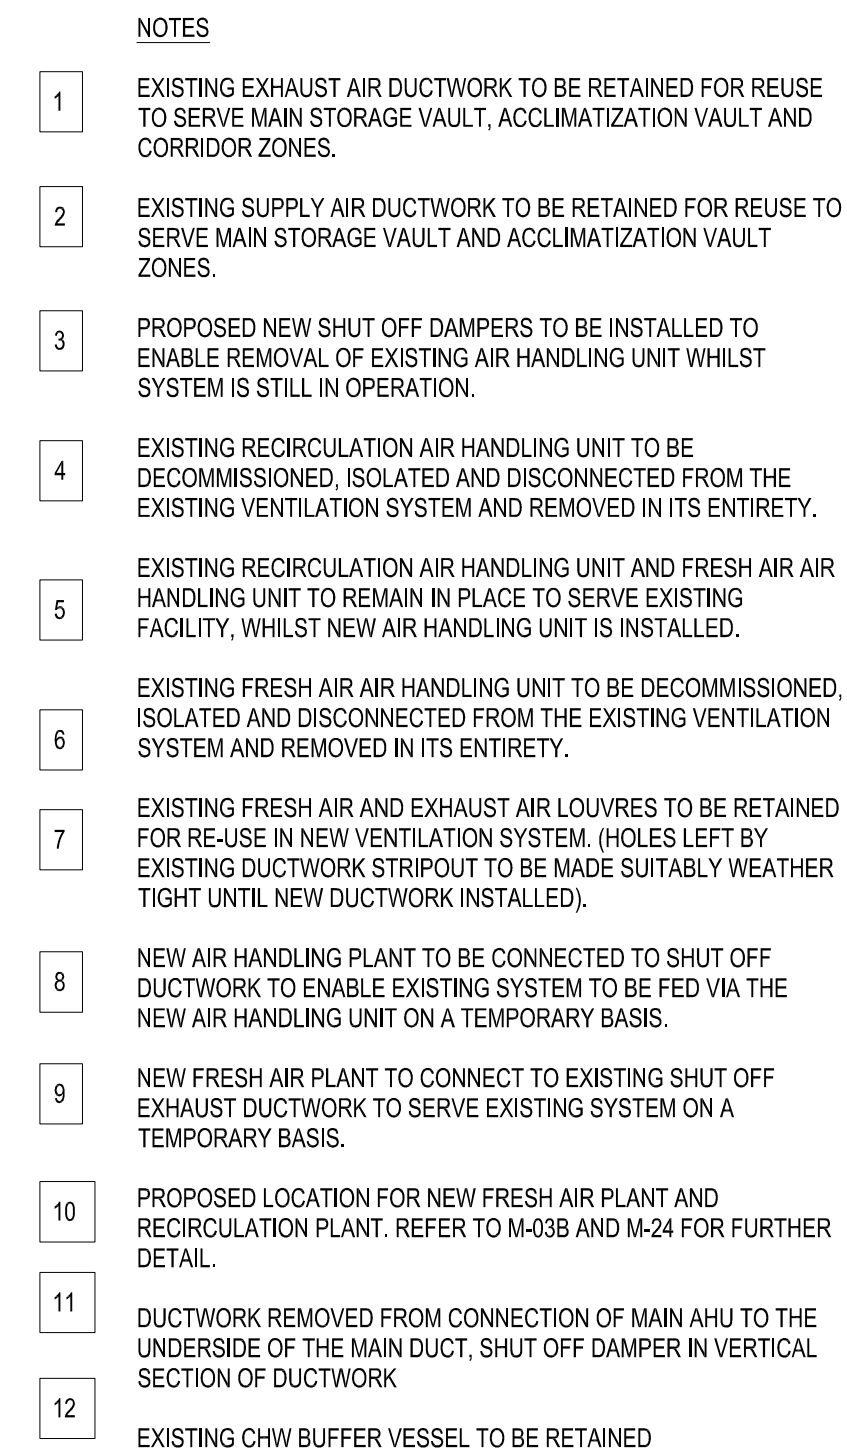 NOTES
1
EXISTING EXHAUST AIR DUCTWORK TO BE RETAINED FOR REUSE
TO SERVE MAIN STORAGE VAULT, ACCLIMATIZATION VAULT AND
CORRIDOR ZONES.
2
EXISTING SUPPLY AIR DUCTWORK TO BE RETAINED FOR REUSE TO
SERVE MAIN STORAGE VAULT AND ACCLIMATIZATION VAULT
ZONES.
3
PROPOSED NEW SHUT OFF DAMPERS TO BE INSTALLED TO
ENABLE REMOVAL OF EXISTING AIR HANDLING UNIT WHILST
SYSTEM IS STILL IN OPERATION.
4
EXISTING RECIRCULATION AIR HANDLING UNIT TO BE
DECOMMISSIONED, ISOLATED AND DISCONNECTED FROM THE
EXISTING VENTILATION SYSTEM AND REMOVED IN ITS ENTIRETY.
5
EXISTING RECIRCULATION AIR HANDLING UNIT AND FRESH AIR AIR
HANDLING UNIT TO REMAIN IN PLACE TO SERVE EXISTING
FACILITY, WHILST NEW AIR HANDLING UNIT IS INSTALLED.
6
EXISTING FRESH AIR AIR HANDLING UNIT TO BE DECOMMISSIONED,
ISOLATED AND DISCONNECTED FROM THE EXISTING VENTILATION
SYSTEM AND REMOVED IN ITS ENTIRETY.
7
EXISTING FRESH AIR AND EXHAUST AIR LOUVRES TO BE RETAINED
FOR RE-USE IN NEW VENTILATION SYSTEM. (HOLES LEFT BY
EXISTING DUCTWORK STRIPOUT TO BE MADE SUITABLY WEATHER
TIGHT UNTIL NEW DUCTWORK INSTALLED).
8
NEW AIR HANDLING PLANT TO BE CONNECTED TO SHUT OFF
DUCTWORK TO ENABLE EXISTING SYSTEM TO BE FED VIA THE
NEW AIR HANDLING UNIT ON A TEMPORARY BASIS.
9
NEW FRESH AIR PLANT TO CONNECT TO EXISTING SHUT OFF
EXHAUST DUCTWORK TO SERVE EXISTING SYSTEM ON A
TEMPORARY BASIS.
10
PROPOSED LOCATION FOR NEW FRESH AIR PLANT AND
RECIRCULATION PLANT. REFER TO M-03B AND M-24 FOR FURTHER
DETAIL.
11
DUCTWORK REMOVED FROM CONNECTION OF MAIN AHU TO THE
UNDERSIDE OF THE MAIN DUCT, SHUT OFF DAMPER IN VERTICAL
SECTION OF DUCTWORK
12
EXISTING CHW BUFFER VESSEL TO BE RETAINED